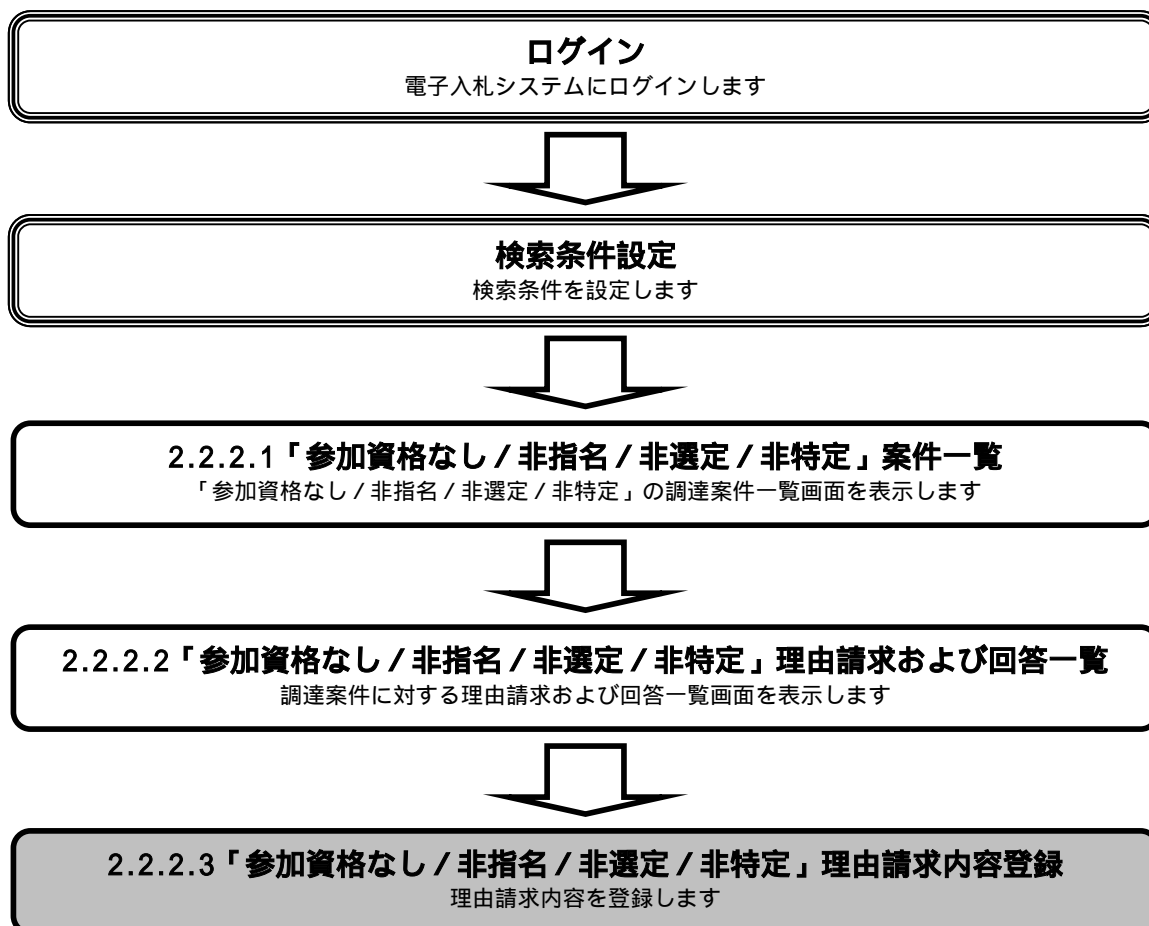 ログイン
電子入札システムにログインします
検索条件設定
検索条件を設定します
2.2.2.1「参加資格なし/非指名/非選定/非特定」案件一覧
「参加資格なし/非指名/非選定/非特定」の調達案件一覧画面を表示します
2.2.2.2「参加資格なし/非指名/非選定/非特定」理由請求および回答一覧
調達案件に対する理由請求および回答一覧画面を表示します
2.2.2.3「参加資格なし/非指名/非選定/非特定」理由請求内容登録
理由請求内容を登録します